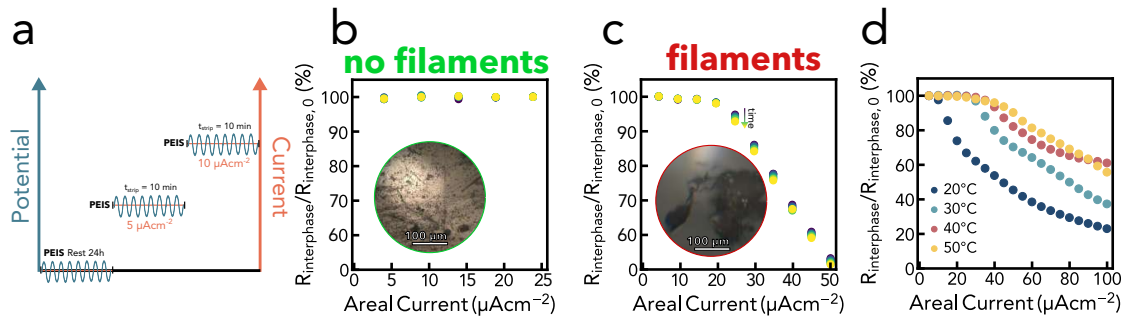 a
Potential
Current
PEIS Rest 24h
t_strip = 10 min
PEIS
5 µAcm⁻²
t_strip = 10 min
PEIS
10 µAcm⁻²
b
no filaments
R_interphase/R_interphase, 0 (%)
100
90
80
70
60
0
0 5 10 15 20 25
Areal Current (µAcm⁻²)
100 µm
c
filaments
R_interphase/R_interphase, 0 (%)
100
90
80
70
60
0
0 10 20 30 40 50
Areal Current (µAcm⁻²)
time
100 µm
d
R_interphase/R_interphase, 0 (%)
100
80
60
40
20
0
0 20 40 60 80 100
Areal Current (µAcm⁻²)
20°C
30°C
40°C
50°C